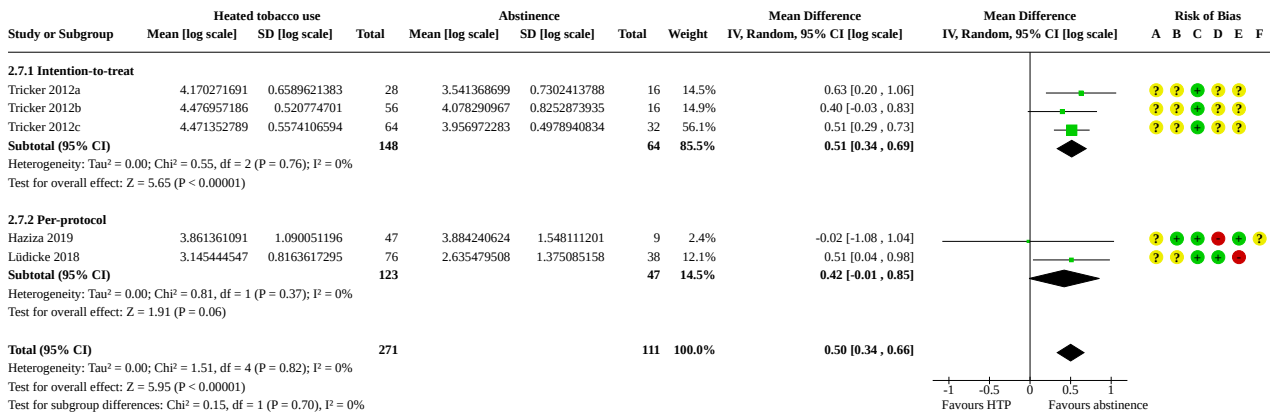 Heated tobacco use Abstinence Mean Difference Mean Difference Risk of Bias
Study or Subgroup Mean [log scale] SD [log scale] Total Mean [log scale] SD [log scale] Total Weight IV, Random, 95% CI [log scale] IV, Random, 95% CI [log scale] A B C D E F
2.7.1 Intention-to-treat
Tricker 2012a 4.170271691 0.6589621383 28 3.541368699 0.7302413788 16 14.5% 0.63 [0.20 , 1.06] ? ? + ? ?
Tricker 2012b 4.476957186 0.520774701 56 4.078290967 0.8252873935 16 14.9% 0.40 [-0.03 , 0.83] ? ? + ? ?
Tricker 2012c 4.471352789 0.5574106594 64 3.956972283 0.4978940834 32 56.1% 0.51 [0.29 , 0.73] ? ? + ? ?
Subtotal (95% CI) 148 64 85.5% 0.51 [0.34 , 0.69]
Heterogeneity: Tau² = 0.00; Chi² = 0.55, df = 2 (P = 0.76); I² = 0%
Test for overall effect: Z = 5.65 (P < 0.00001)
2.7.2 Per-protocol
Haziza 2019 3.861361091 1.090051196 47 3.884240624 1.548111201 9 2.4% -0.02 [-1.08 , 1.04] ? + + - + ?
Lüdicke 2018 3.145444547 0.8163617295 76 2.635479508 1.375085158 38 12.1% 0.51 [0.04 , 0.98] ? ? + + -
Subtotal (95% CI) 123 47 14.5% 0.42 [-0.01 , 0.85]
Heterogeneity: Tau² = 0.00; Chi² = 0.81, df = 1 (P = 0.37); I² = 0%
Test for overall effect: Z = 1.91 (P = 0.06)
Total (95% CI) 271 111 100.0% 0.50 [0.34 , 0.66]
Heterogeneity: Tau² = 0.00; Chi² = 1.51, df = 4 (P = 0.82); I² = 0%
Test for overall effect: Z = 5.95 (P < 0.00001) -1 -0.5 0 0.5 1
Test for subgroup differences: Chi² = 0.15, df = 1 (P = 0.70), I² = 0% Favours HTP Favours abstinence